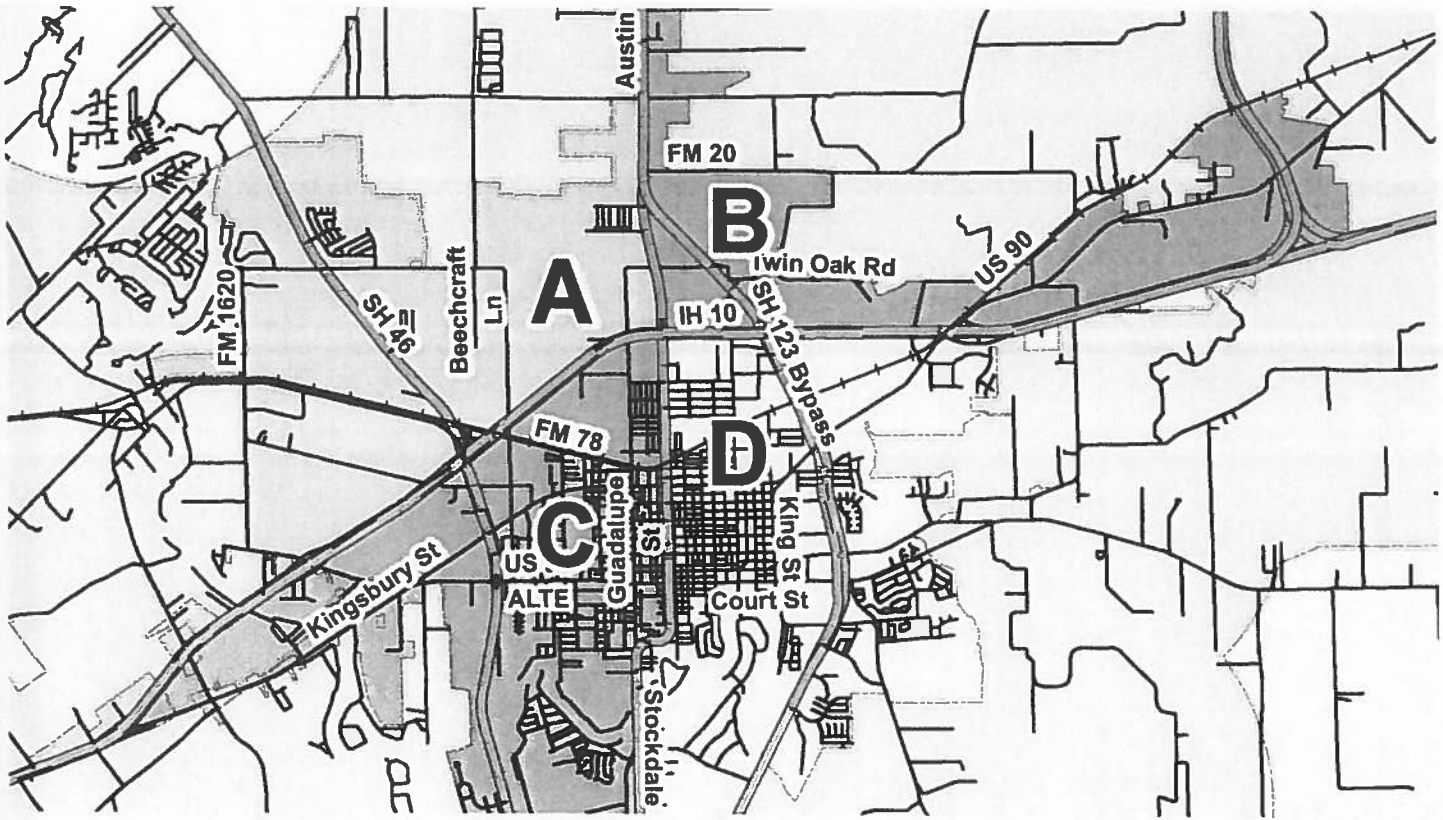 Austin
FM 20
B
Twin Oak Rd
US 90
Beechcraft
Ln
A
FM 1620
SH 46
IH 10
SH 123 Bypass
FM 78
D
C
Guadalupe
St
King St
US
ALTE
Court St
Kingsbury St
Stockdale